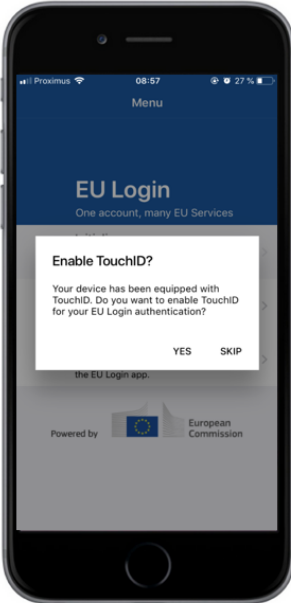 Proximus 08:57 27 %
Menu
EU Login
One account, many EU Services
Enable TouchID?
Your device has been equipped with
TouchID. Do you want to enable TouchID
for your EU Login authentication?
YES SKIP
the EU Login app.
Powered by
European
Commission